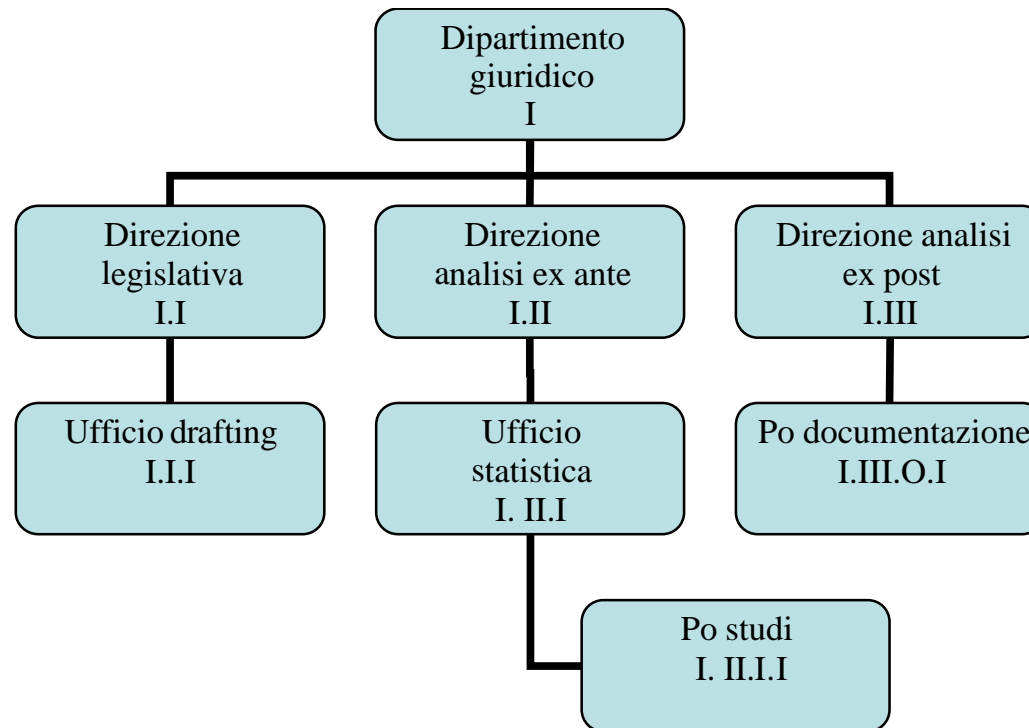 Dipartimento
giuridico
I
Direzione
legislativa
I.I
Direzione
analisi ex ante
I.II
Direzione analisi
ex post
I.III
Ufficio drafting
I.I.I
Ufficio
statistica
I. II.I
Po documentazione
I.III.O.I
Po studi
I. II.I.I